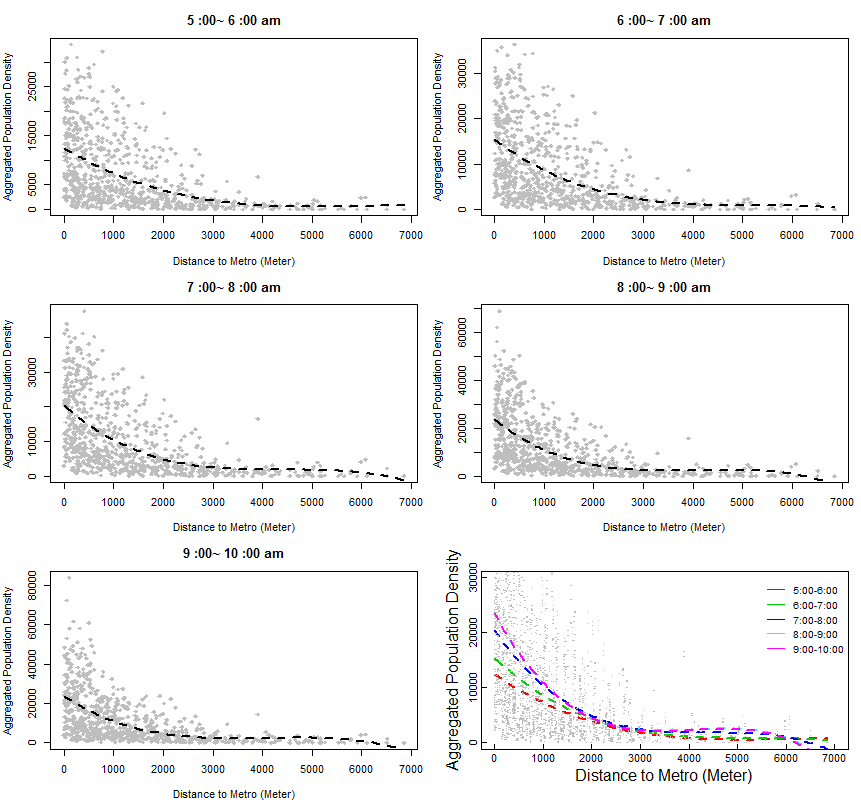 5 :00~ 6 :00 am
Aggregated Population Density
0 5000 15000 25000
0 1000 2000 3000 4000 5000 6000 7000
Distance to Metro (Meter)
6 :00~ 7 :00 am
Aggregated Population Density
0 10000 20000 30000
0 1000 2000 3000 4000 5000 6000 7000
Distance to Metro (Meter)
7 :00~ 8 :00 am
Aggregated Population Density
0 10000 30000
0 1000 2000 3000 4000 5000 6000 7000
Distance to Metro (Meter)
8 :00~ 9 :00 am
Aggregated Population Density
0 20000 40000 60000
0 1000 2000 3000 4000 5000 6000 7000
Distance to Metro (Meter)
9 :00~ 10 :00 am
Aggregated Population Density
0 20000 40000 60000 80000
0 1000 2000 3000 4000 5000 6000 7000
Distance to Metro (Meter)
Aggregated Population Density
0 10000 20000 30000
5:00-6:00
6:00-7:00
7:00-8:00
8:00-9:00
9:00-10:00
0 1000 2000 3000 4000 5000 6000 7000
Distance to Metro (Meter)